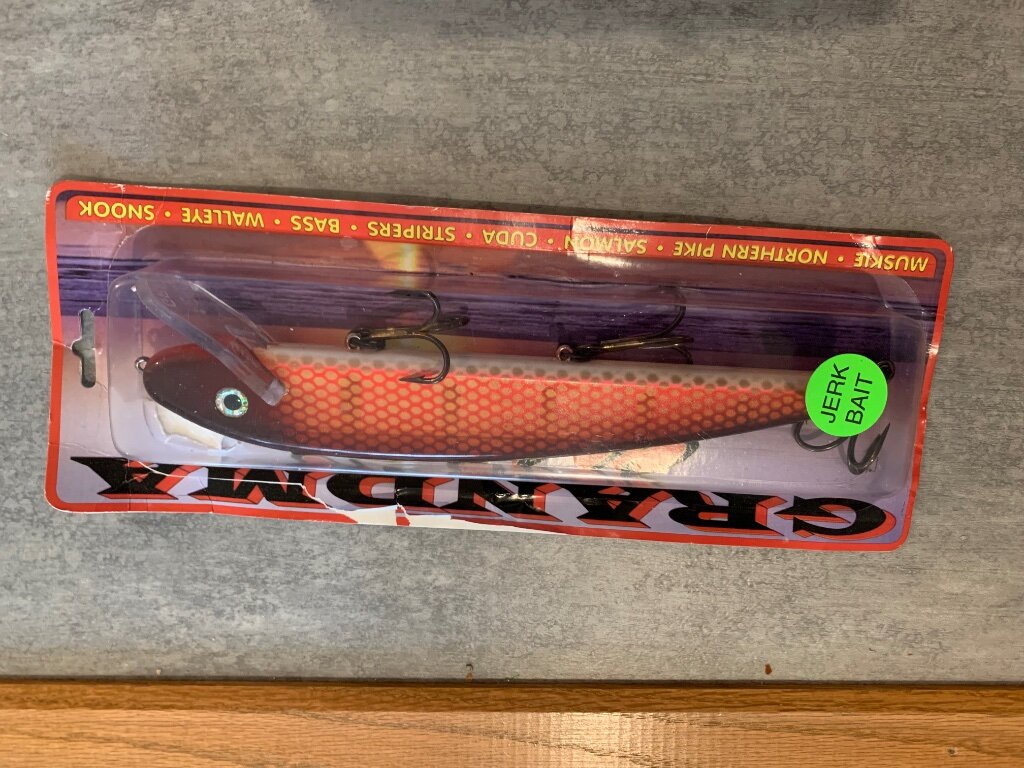 GRANDMA
JERK
BAIT
MUSKIE • NORTHERN PIKE • SALMON • CUDA • STRIPERS • BASS • WALLEYE • SNOOK